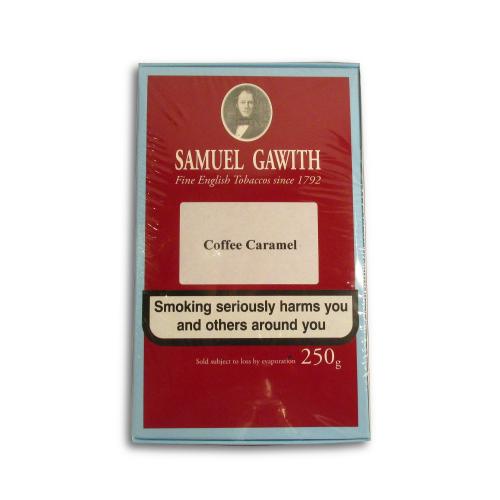 SAMUEL GAWITH
Fine English Tobaccos since 1792
Coffee Caramel
Smoking seriously harms you
and others around you
Sold subject to loss by evaporation 250g